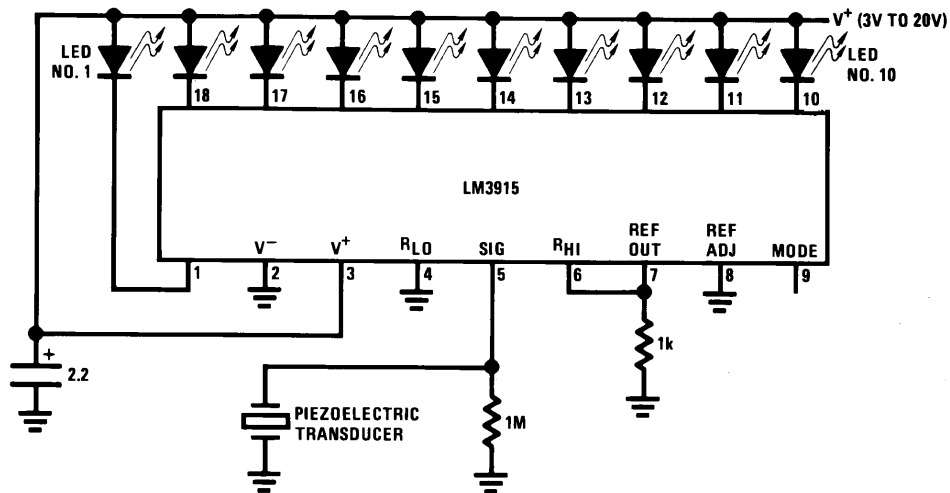 V+ (3V TO 20V)
LED
NO. 1
LED
NO. 10
18
17
16
15
14
13
12
11
10
LM3915
V−
V+
RLO
SIG
RHI
REF
OUT
REF
ADJ
MODE
1
2
3
4
5
6
7
8
9
+
2.2
PIEZOELECTRIC
TRANSDUCER
1M
1k